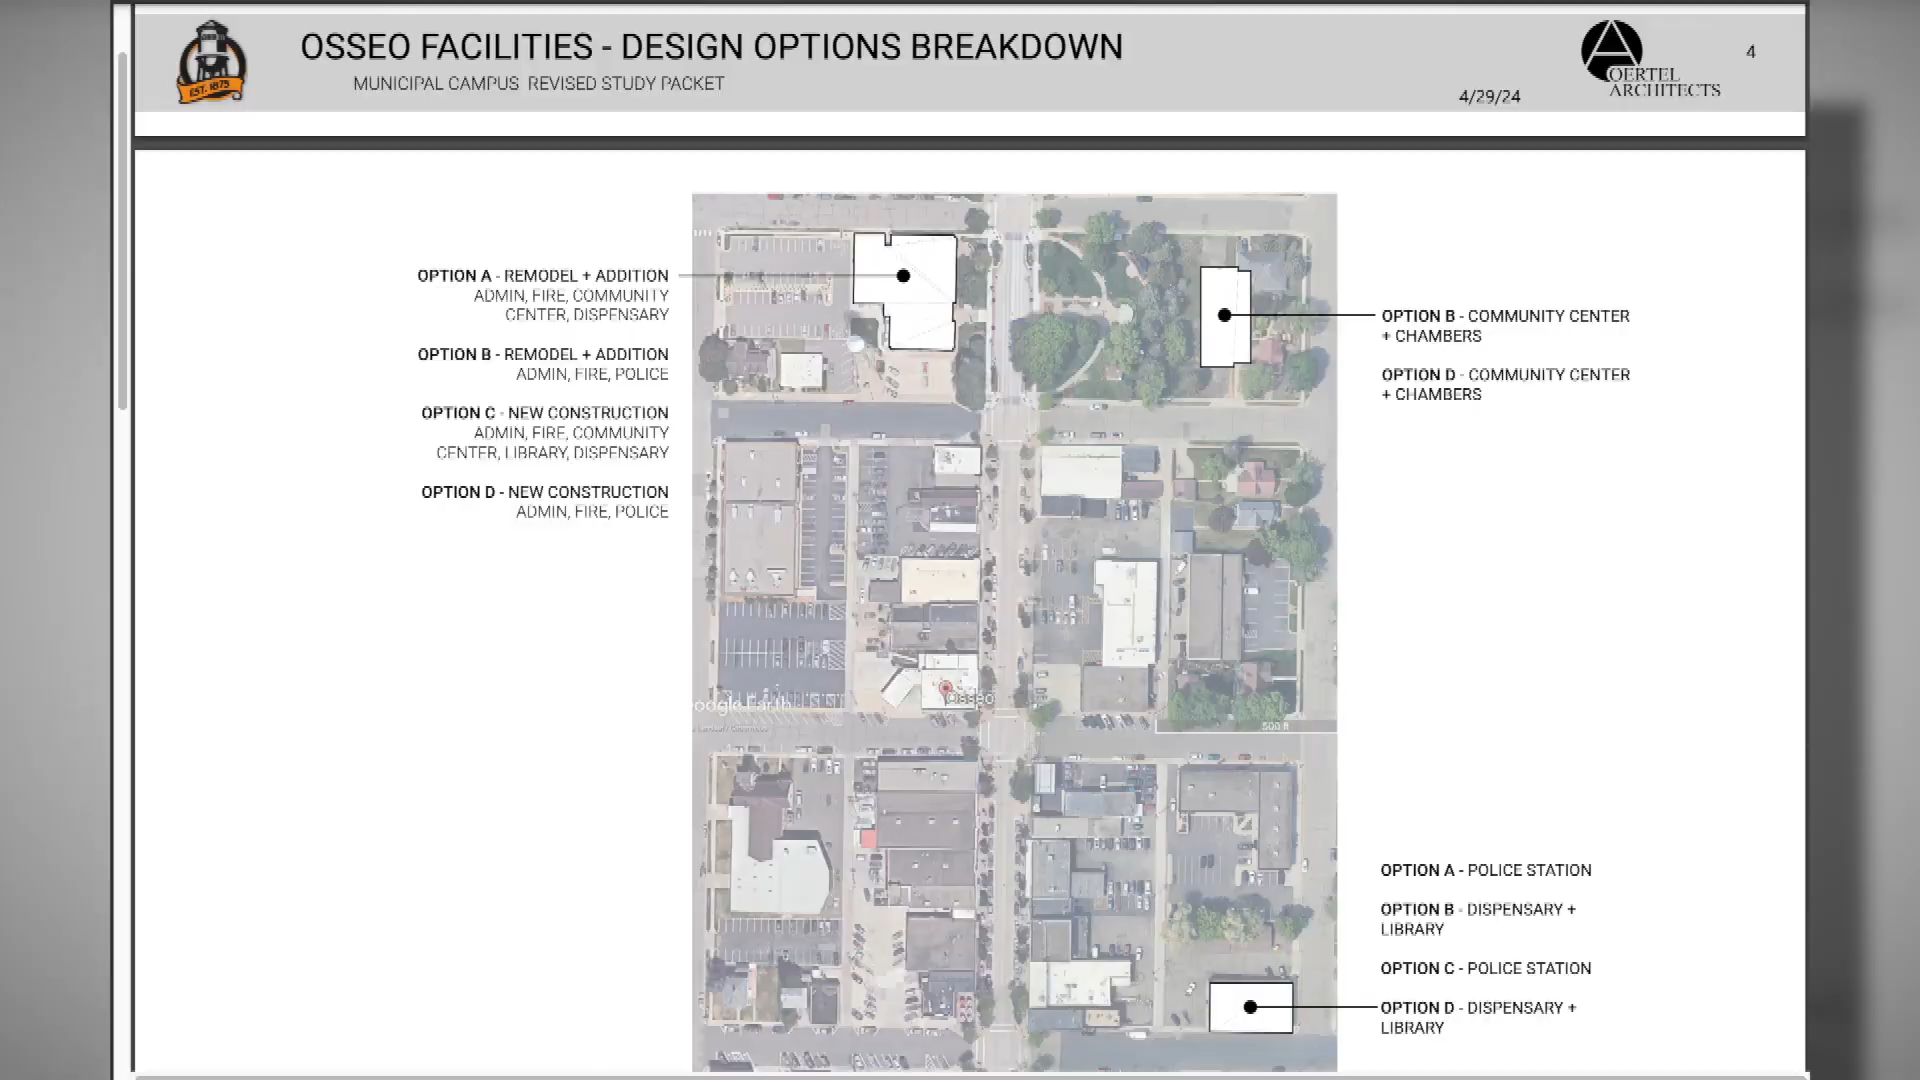 OSSEO FACILITIES - DESIGN OPTIONS BREAKDOWN
MUNICIPAL CAMPUS REVISED STUDY PACKET
EST. 1875
4/29/24
OERTEL
ARCHITECTS
4
OPTION A - REMODEL + ADDITION
ADMIN, FIRE, COMMUNITY
CENTER, DISPENSARY
OPTION B - REMODEL + ADDITION
ADMIN, FIRE, POLICE
OPTION C - NEW CONSTRUCTION
ADMIN, FIRE, COMMUNITY
CENTER, LIBRARY, DISPENSARY
OPTION D - NEW CONSTRUCTION
ADMIN, FIRE, POLICE
OPTION B - COMMUNITY CENTER
+ CHAMBERS
OPTION D - COMMUNITY CENTER
+ CHAMBERS
oogle Earth
Osseo
500 ft
OPTION A - POLICE STATION
OPTION B - DISPENSARY +
LIBRARY
OPTION C - POLICE STATION
OPTION D - DISPENSARY +
LIBRARY